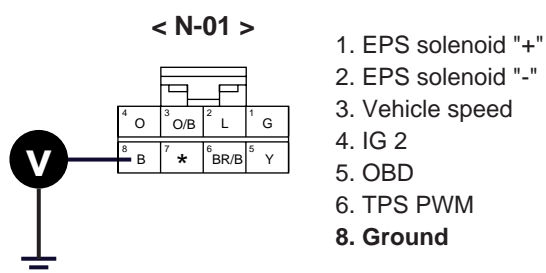 < N-01 >
4 O 3 O/B 2 L 1 G
8 B 7 * 6 BR/B 5 Y
V
1. EPS solenoid "+"
2. EPS solenoid "-"
3. Vehicle speed
4. IG 2
5. OBD
6. TPS PWM
8. Ground